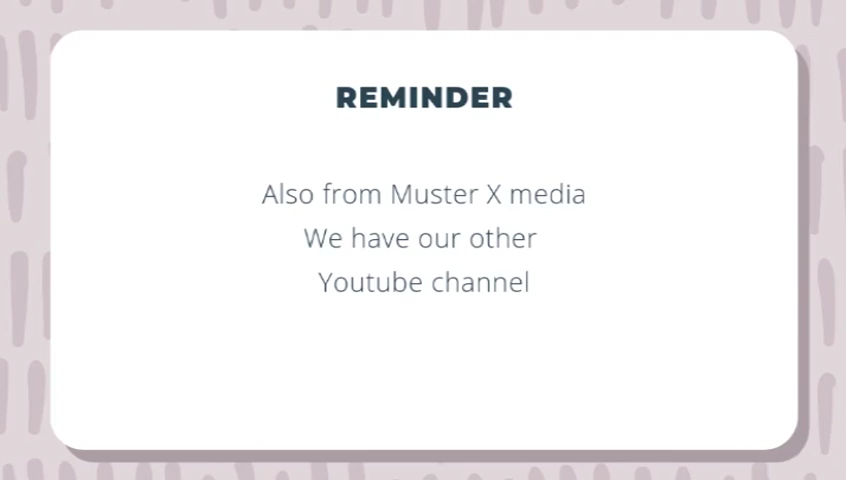 REMINDER
Also from Muster X media
We have our other
Youtube channel